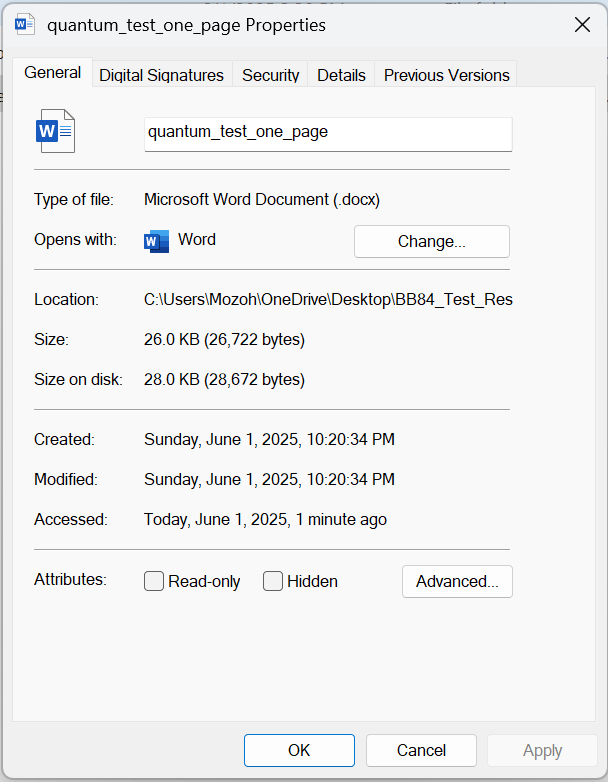 quantum_test_one_page Properties
General Digital Signatures Security Details Previous Versions
W
quantum_test_one_page
Type of file: Microsoft Word Document (.docx)
Opens with: W Word Change...
Location: C:\Users\Mozoh\OneDrive\Desktop\BB84_Test_Res
Size: 26.0 KB (26,722 bytes)
Size on disk: 28.0 KB (28,672 bytes)
Created: Sunday, June 1, 2025, 10:20:34 PM
Modified: Sunday, June 1, 2025, 10:20:34 PM
Accessed: Today, June 1, 2025, 1 minute ago
Attributes: Read-only Hidden Advanced...
OK Cancel Apply